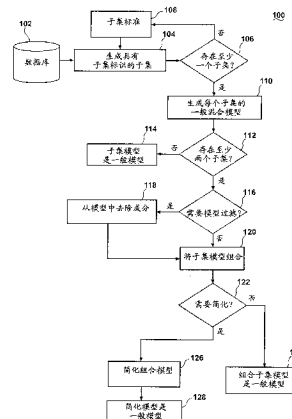 100
108
子集标准
102
数据库
104
生成具有
子集标识的子集
否
106
存在至少
一个子集?
是
110
生成每个子集的
一般混合模型
112
存在至少
两个子集?
否
114
子集模型
是一般模型
是
116
需要模型过滤?
是
118
从模型中去除成分
否
120
将子集模型组合
122
需要简化?
否
是
126
简化组合模型
组合子集模型
是一般模型
128
简化模型是
一般模型